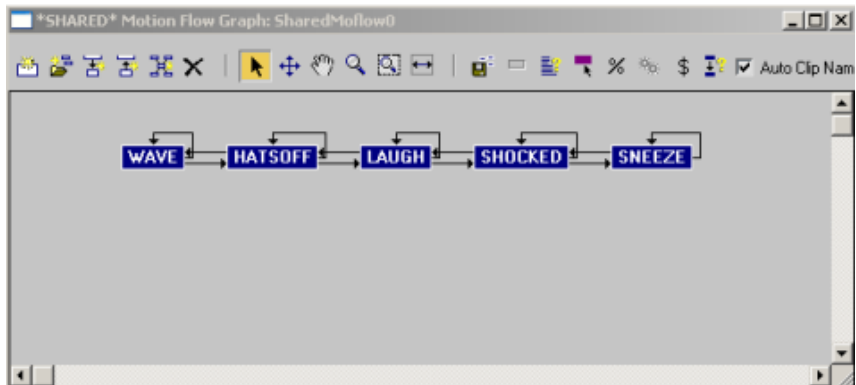 *SHARED* Motion Flow Graph: SharedMoflow0
% $ Auto Clip Nam
WAVE HATSOFF LAUGH SHOCKED SNEEZE